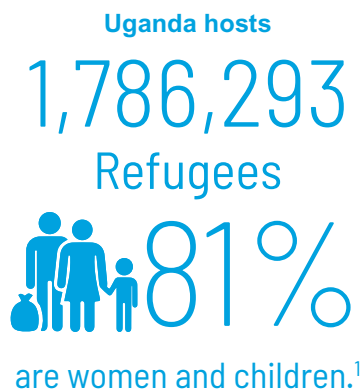 Uganda hosts
1,786,293
Refugees
81%
are women and children.¹